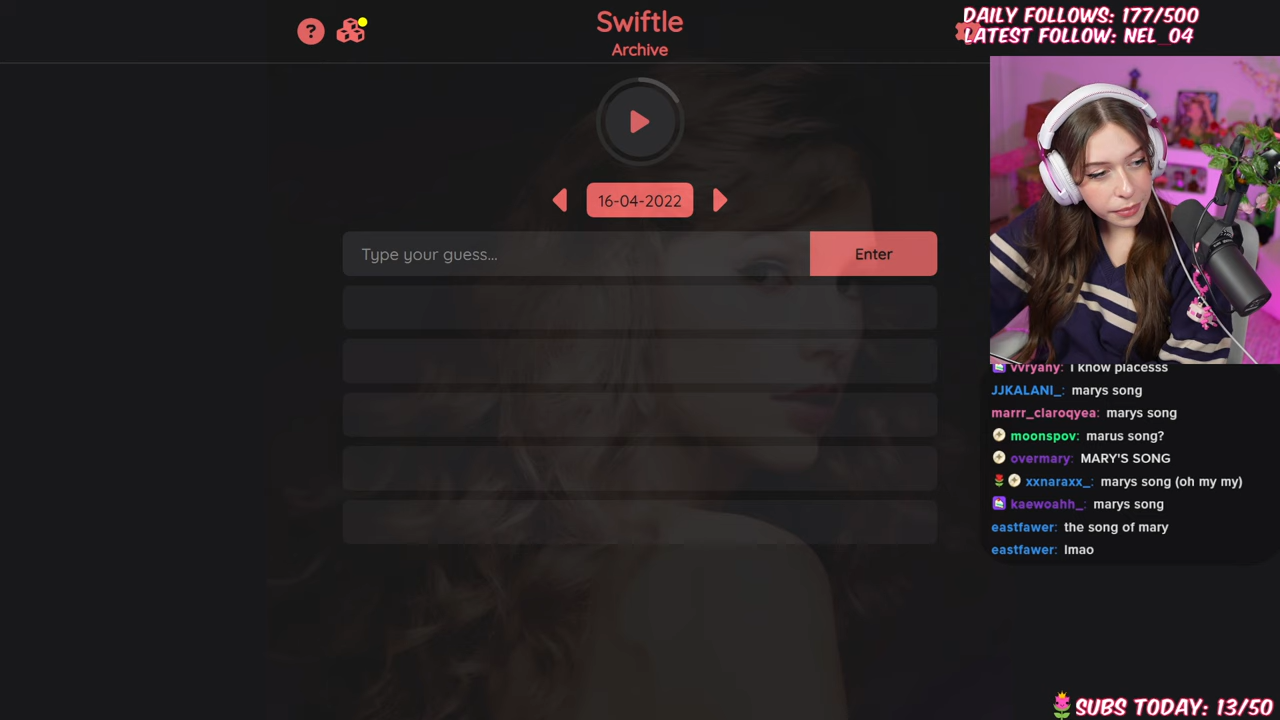 Swiftle
Archive
DAILY FOLLOWS: 177/500
LATEST FOLLOW: NEL_04
16-04-2022
Type your guess...
Enter
vvryany: i know placesss
JJKALANI_: marys song
marrr_claroqyea: marys song
moonspov: marus song?
overmary: MARY'S SONG
xxnaraxx_: marys song (oh my my)
kaewoahh_: marys song
eastfawer: the song of mary
eastfawer: lmao
SUBS TODAY: 13/50